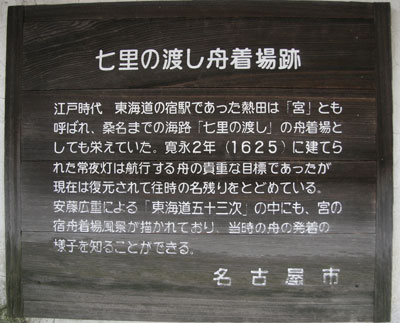 七里の渡し舟着場跡
江戸時代　東海道の宿駅であった熱田は「宮」とも
呼ばれ、桑名までの海路「七里の渡し」の舟着場と
しても栄えていた。寛永2年（1625）に建てら
れた常夜灯は航行する舟の貴重な目標であったが
現在は復元されて往時の名残りをとどめている。
安藤広重による「東海道五十三次」の中にも、宮の
宿舟着場風景が描かれており、当時の舟の発着の
様子を知ることができる。
名古屋市